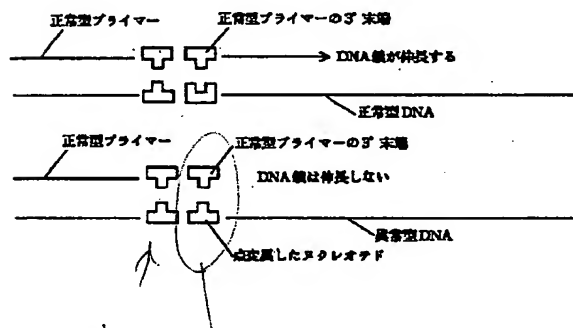 正常型プライマー
正常型プライマーの3' 末端
DNA鎖が伸長する
正常型DNA
正常型プライマー
正常型プライマーの3' 末端
DNA鎖は伸長しない
異常型DNA
点変異したヌクレオチド